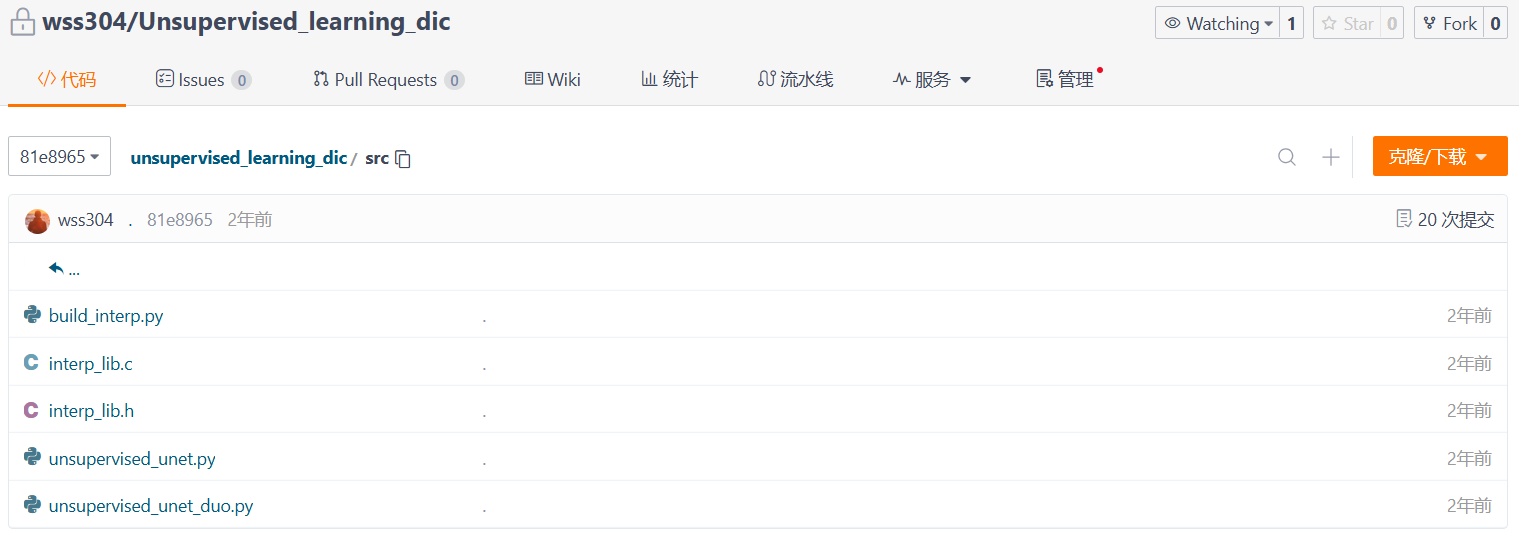 wss304/Unsupervised_learning_dic Watching 1 Star 0 Fork 0
代码 Issues 0 Pull Requests 0 Wiki 统计 流水线 服务 管理
81e8965 unsupervised_learning_dic / src 克隆/下载
wss304 . 81e8965 2年前 20 次提交
...
build_interp.py . 2年前
interp_lib.c . 2年前
interp_lib.h . 2年前
unsupervised_unet.py . 2年前
unsupervised_unet_duo.py . 2年前